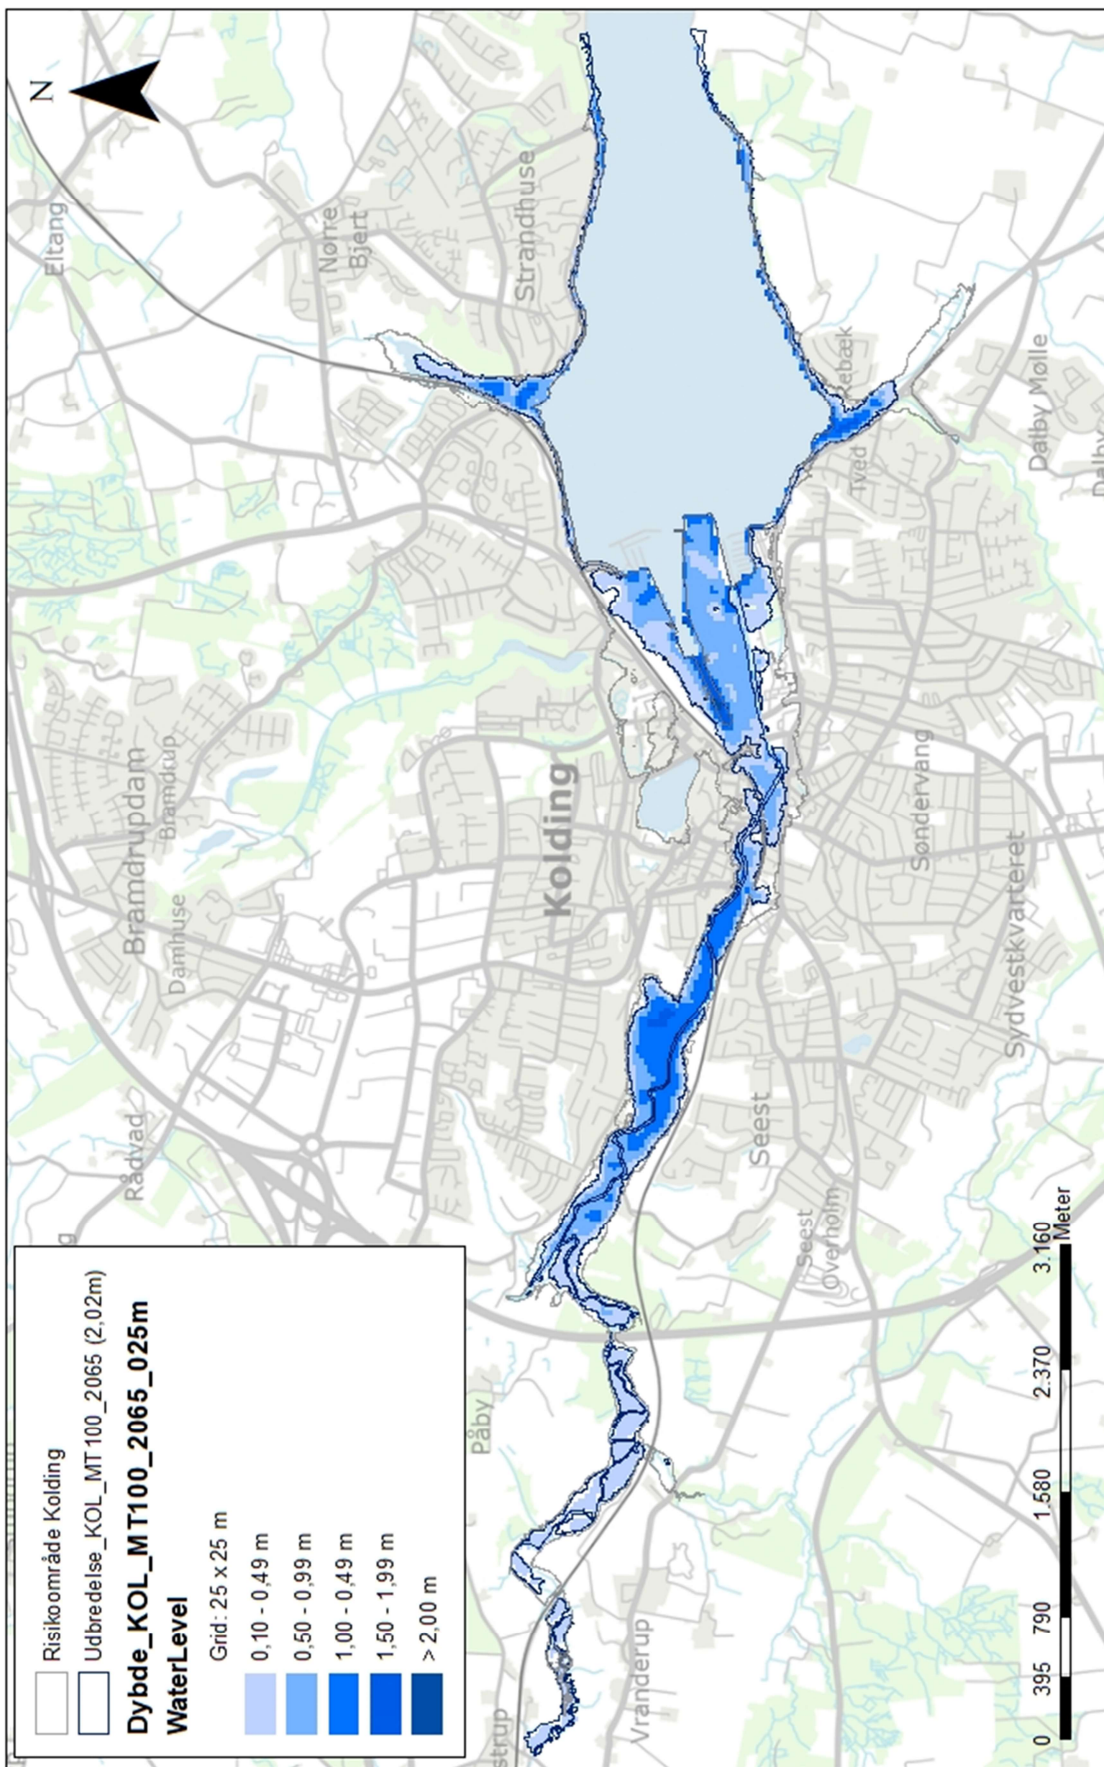 N
Eltang
Nørre
Bjert
Strandhuse
Rebæk
Tved
Dalby Mølle
Dalby
Bramdrupdam
Bramdkup
Damhuse
Kolding
Søndervang
Sydvestkvarteret
Rådvad
Seest
Seest
Overholm
Påby
Vranderup
strup
g
Risikoområde Kolding
Udbredelse_KOL_MT100_2065 (2,02m)
Dybde_KOL_MT100_2065_025m
WaterLevel
Grid: 25 x 25 m
0,10 - 0,49 m
0,50 - 0,99 m
1,00 - 0,49 m
1,50 - 1,99 m
> 2,00 m
0 395 790 1.580 2.370 3.160
Meter